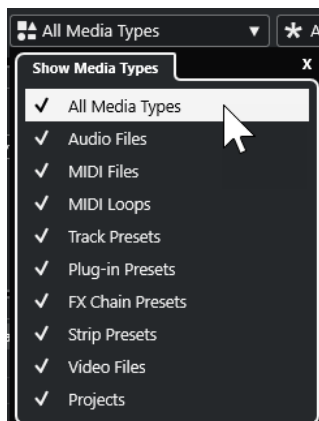 All Media Types
Show Media Types
X
All Media Types
Audio Files
MIDI Files
MIDI Loops
Track Presets
Plug-in Presets
FX Chain Presets
Strip Presets
Video Files
Projects